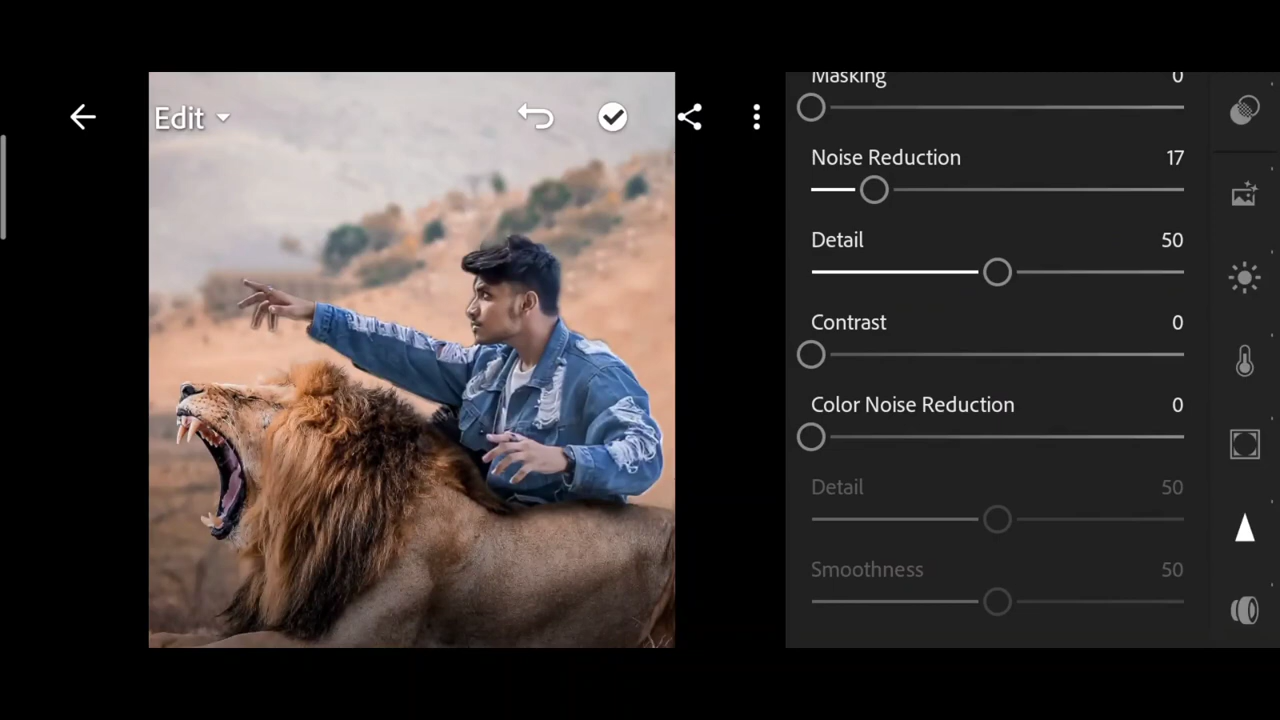 Edit
Masking 0
Noise Reduction 17
Detail 50
Contrast 0
Color Noise Reduction 0
Detail 50
Smoothness 50